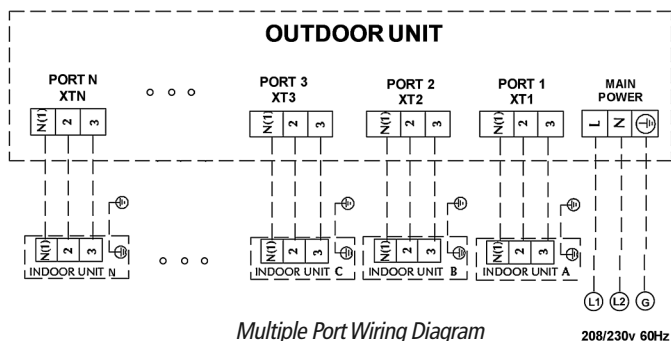 OUTDOOR UNIT
PORT N
XTN
PORT 3
XT3
PORT 2
XT2
PORT 1
XT1
MAIN
POWER
N(1) 2 3
N(1) 2 3
N(1) 2 3
N(1) 2 3
L N
N(1) 2 3
INDOOR UNIT N
N(1) 2 3
INDOOR UNIT C
N(1) 2 3
INDOOR UNIT B
N(1) 2 3
INDOOR UNIT A
L1 L2 G
Multiple Port Wiring Diagram
208/230v 60Hz